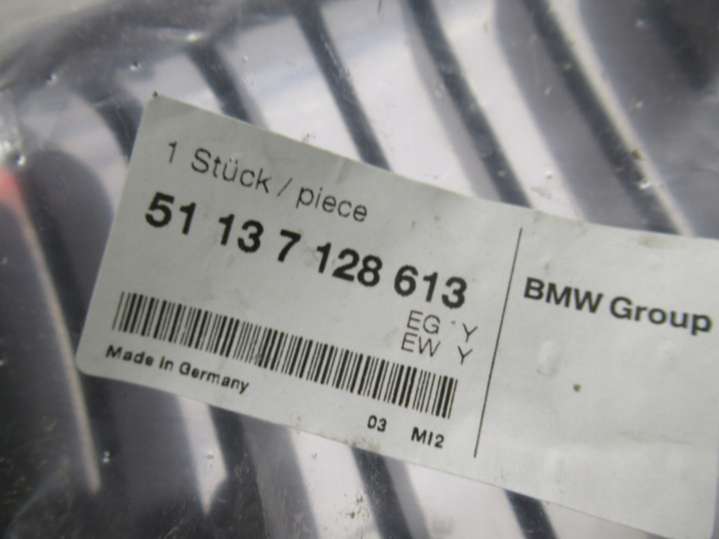 1 Stück / piece
51 13 7 128 613
EG Y
EW Y
Made in Germany
03 MI2
BMW Group